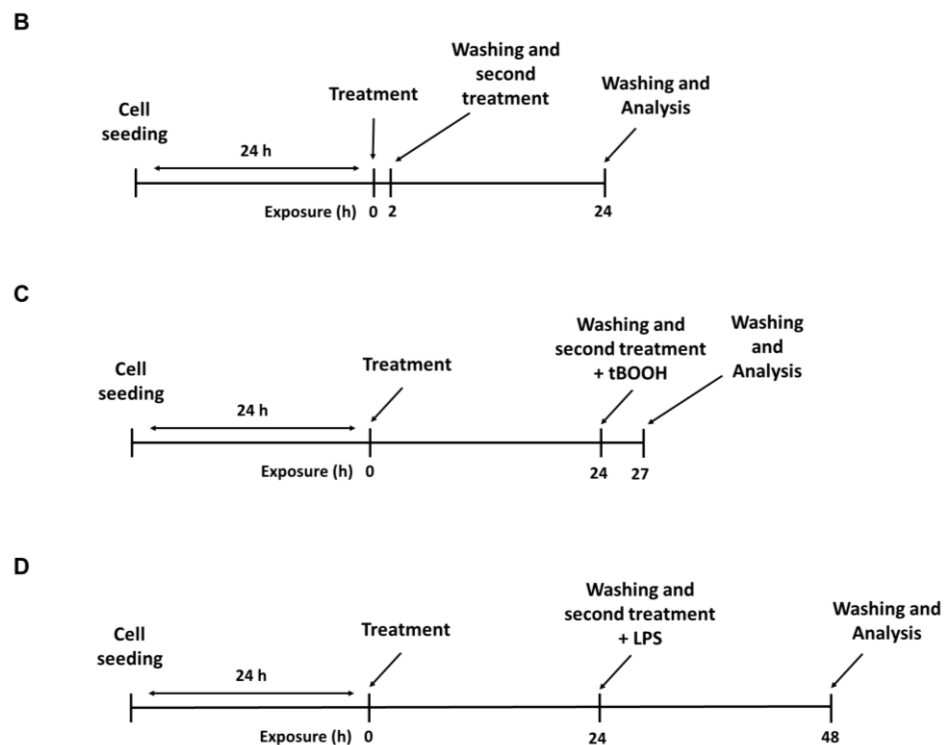 B
Cell
seeding
24 h
Treatment
Washing and
second
treatment
Washing and
Analysis
Exposure (h) 0 2 24
C
Cell
seeding
24 h
Treatment
Washing and
second treatment
+ tBOOH
Washing
and
Analysis
Exposure (h) 0 24 27
D
Cell
seeding
24 h
Treatment
Washing and
second treatment
+ LPS
Washing and
Analysis
Exposure (h) 0 24 48